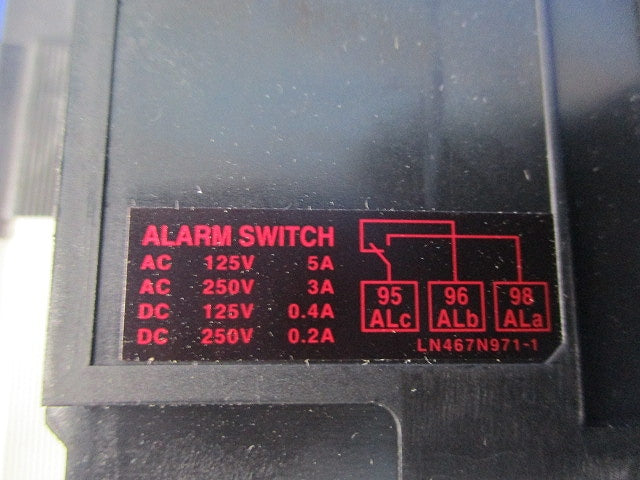 ALARM SWITCH
AC 125V 5A
AC 250V 3A
DC 125V 0.4A
DC 250V 0.2A
95 96 98
ALc ALb ALa
LN467N971-1